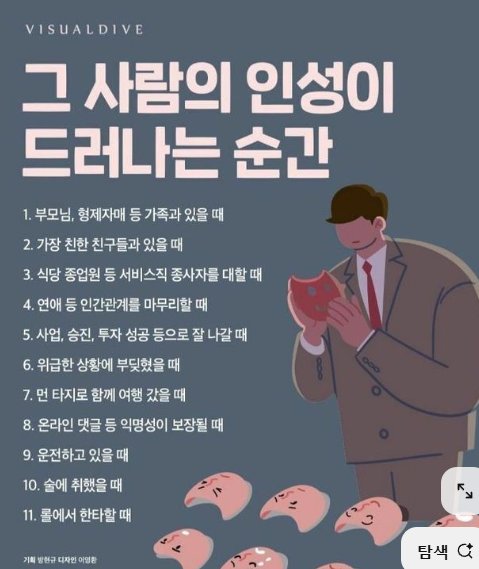 VISUALDIVE
그 사람의 인성이
드러나는 순간
1. 부모님, 형제자매 등 가족과 있을 때
2. 가장 친한 친구들과 있을 때
3. 식당 종업원 등 서비스직 종사자를 대할 때
4. 연애 등 인간관계를 마무리할 때
5. 사업, 승진, 투자 성공 등으로 잘 나갈 때
6. 위급한 상황에 부딪혔을 때
7. 먼 타지로 함께 여행 갔을 때
8. 온라인 댓글 등 익명성이 보장될 때
9. 운전하고 있을 때
10. 술에 취했을 때
11. 롤에서 한타할 때
기획 방현규 디자인 이영환
탐색